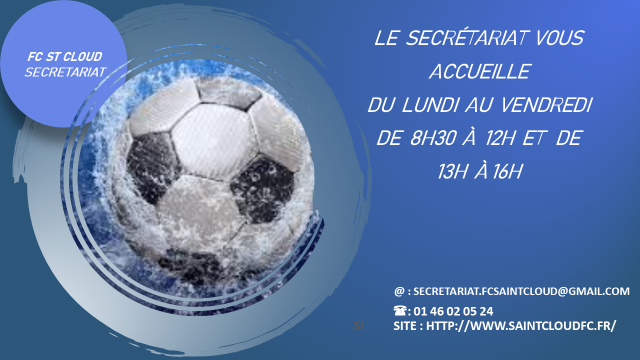 FC ST CLOUD
SECRETARIAT
LE SECRÉTARIAT VOUS
ACCUEILLE
DU LUNDI AU VENDREDI
DE 8H30 À 12H ET DE
13H À 16H
@ : SECRETARIAT.FCSAINTCLOUD@GMAIL.COM
☎: 01 46 02 05 24
SITE : HTTP://WWW.SAINTCLOUDFC.FR/